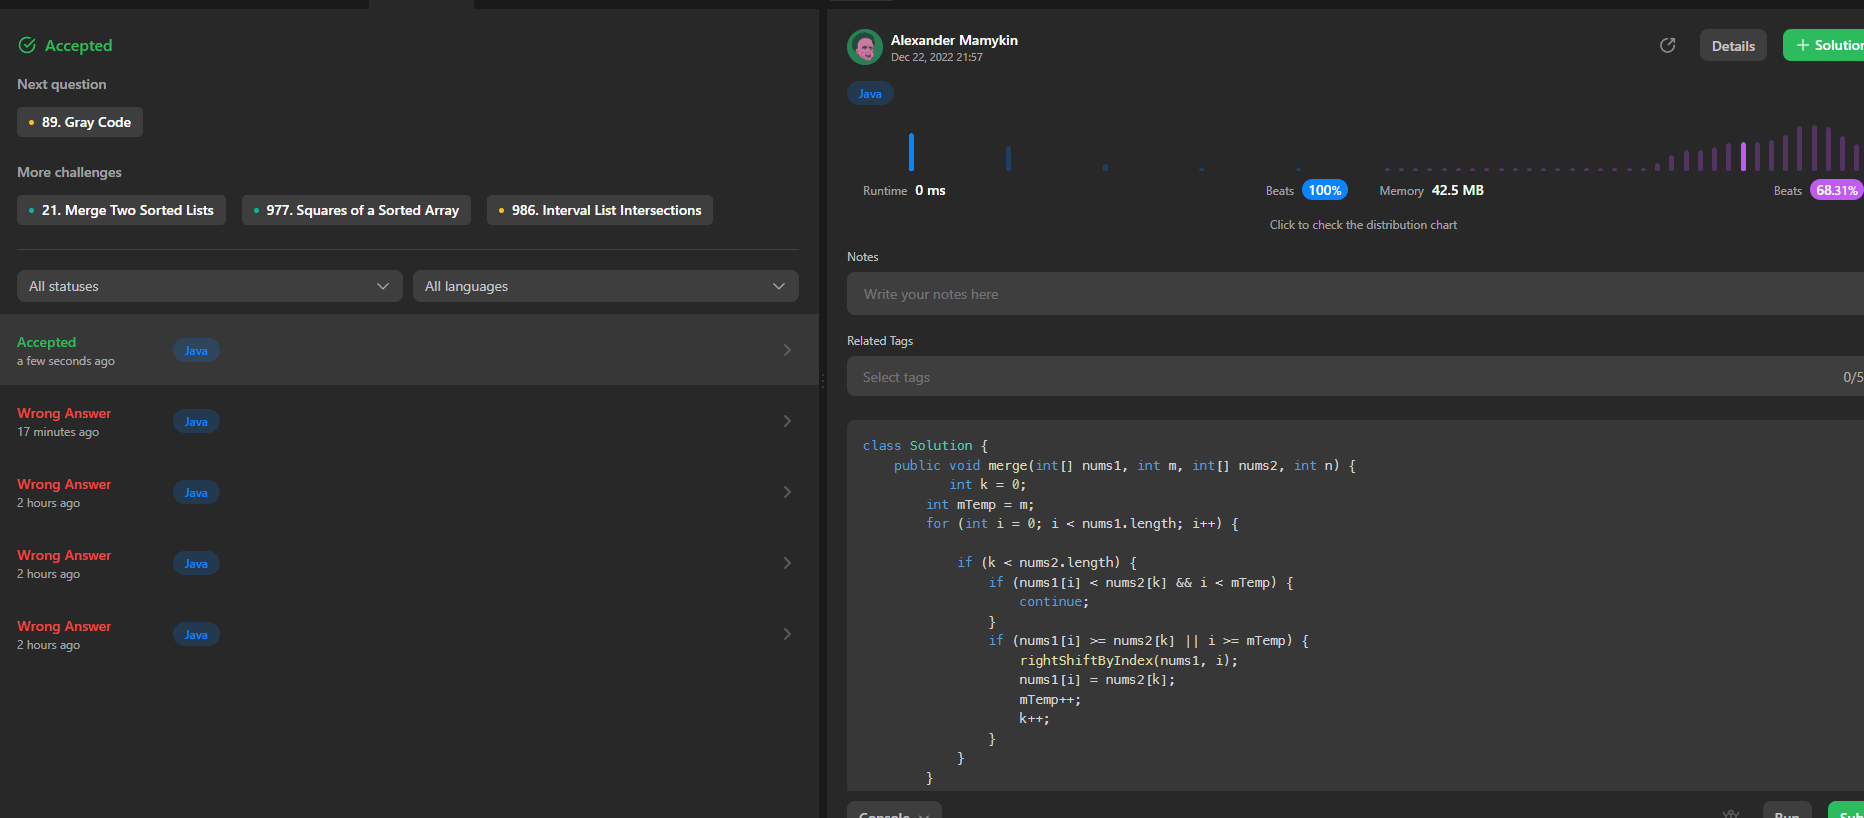 Accepted
Next question
89. Gray Code
More challenges
21. Merge Two Sorted Lists
977. Squares of a Sorted Array
986. Interval List Intersections
All statuses
All languages
Accepted
a few seconds ago
Java
Wrong Answer
17 minutes ago
Java
Wrong Answer
2 hours ago
Java
Wrong Answer
2 hours ago
Java
Wrong Answer
2 hours ago
Java
Alexander Mamykin
Dec 22, 2022 21:57
Details
+ Solution
Java
Runtime 0 ms
Beats 100%
Memory 42.5 MB
Beats 68.31%
Click to check the distribution chart
Notes
Write your notes here
Related Tags
Select tags
0/5
class Solution {
    public void merge(int[] nums1, int m, int[] nums2, int n) {
           int k = 0;
        int mTemp = m;
        for (int i = 0; i < nums1.length; i++) {
            if (k < nums2.length) {
                if (nums1[i] < nums2[k] && i < mTemp) {
                    continue;
                }
                if (nums1[i] >= nums2[k] || i >= mTemp) {
                    rightShiftByIndex(nums1, i);
                    nums1[i] = nums2[k];
                    mTemp++;
                    k++;
                }
            }
        }
Console
Run
Sub